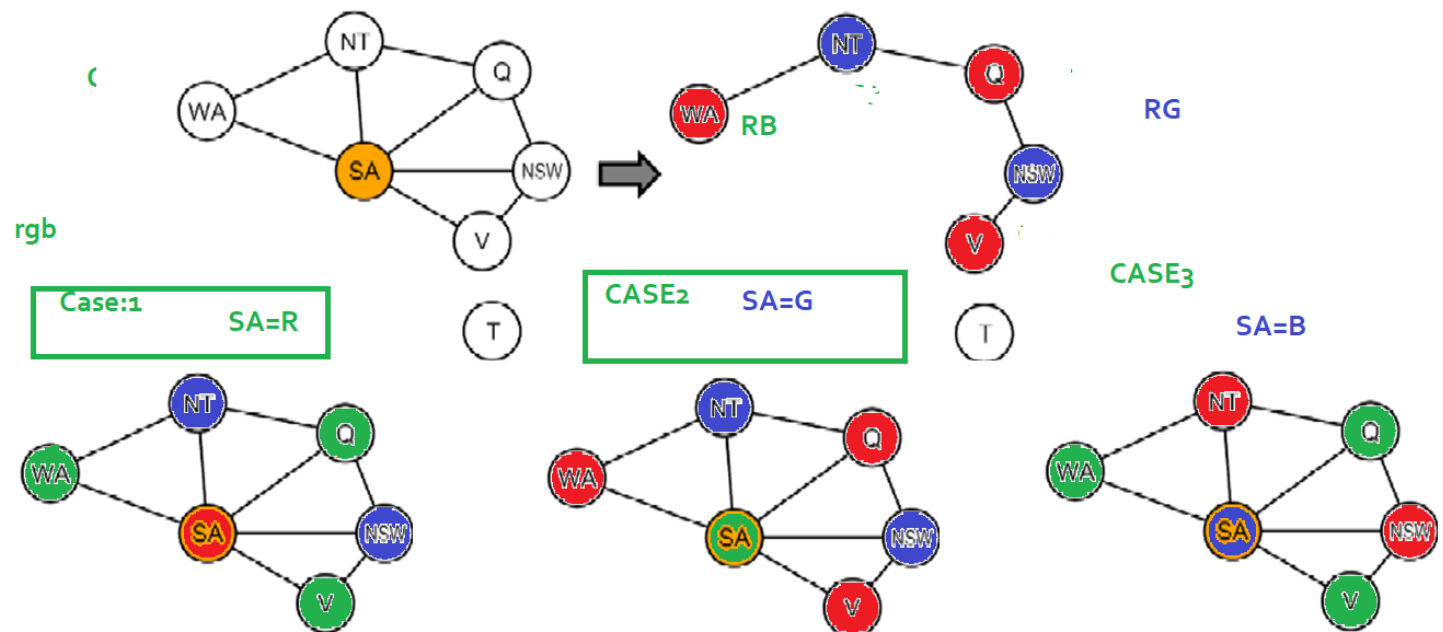 NT
Q
WA
SA
NSW
V
T
NT
Q
WA
RB
NSW
V
T
RG
rgb
Case:1
SA=R
CASE2
SA=G
CASE3
SA=B
NT
Q
WA
SA
NSW
V
NT
Q
WA
SA
NSW
V
NT
Q
WA
SA
NSW
V